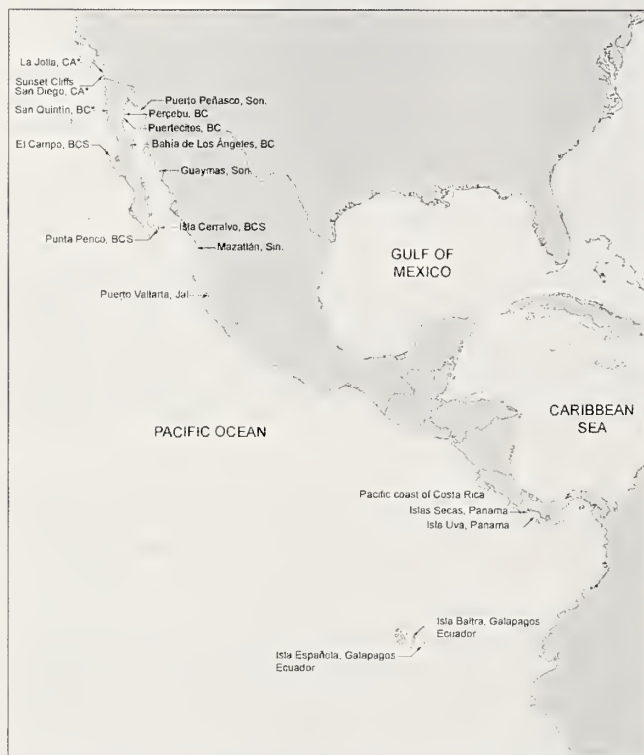 La Jolla, CA*
Sunset Cliffs
San Diego, CA*
Puerto Peñasco, Son.
San Quintín, BC*
Perçebu, BC
Puertecitos, BC
El Campo, BCS
Bahía de Los Ángeles, BC
Guaymas, Son.
Isla Cerralvo, BCS
Punta Perico, BCS
Mazatlán, Sin.
GULF OF
MEXICO
Puerto Vallarta, Jal
CARIBBEAN
SEA
PACIFIC OCEAN
Pacific coast of Costa Rica
Islas Secas, Panama
Isla Uva, Panama
Isla Baltra, Galapagos
Ecuador
Isla Española, Galapagos
Ecuador